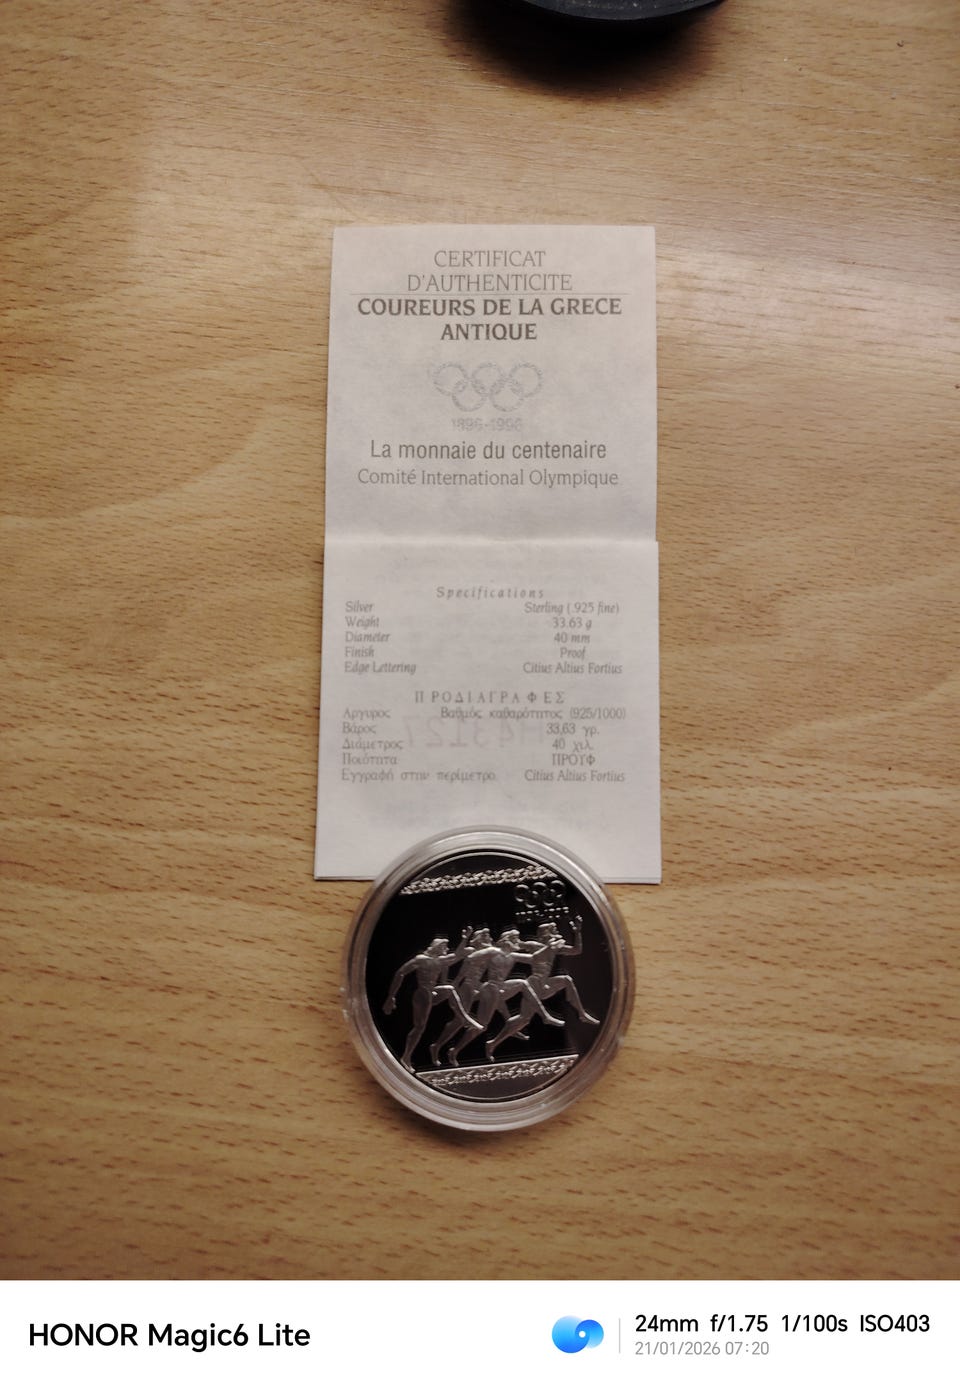 CERTIFICAT
D'AUTHENTICITE
COUREURS DE LA GRECE
ANTIQUE
1896-1996
La monnaie du centenaire
Comité International Olympique
Specifications
Silver Sterling (.925 fine)
Weight 33.63 g
Diameter 40 mm
Finish Proof
Edge Lettering Citius Altius Fortius
ΠΡΟΔΙΑΓΡΑΦΕΣ
Αργυρος Βαθμός καθαρότητος (925/1000)
Βάρος 33,63 γρ.
Διάμετρος 40 χιλ.
Ποιότητα ΠΡΟΥΦ
Εγγραφή στην περίμετρο Citius Altius Fortius
HONOR Magic6 Lite
24mm f/1.75 1/100s ISO403
21/01/2026 07:20